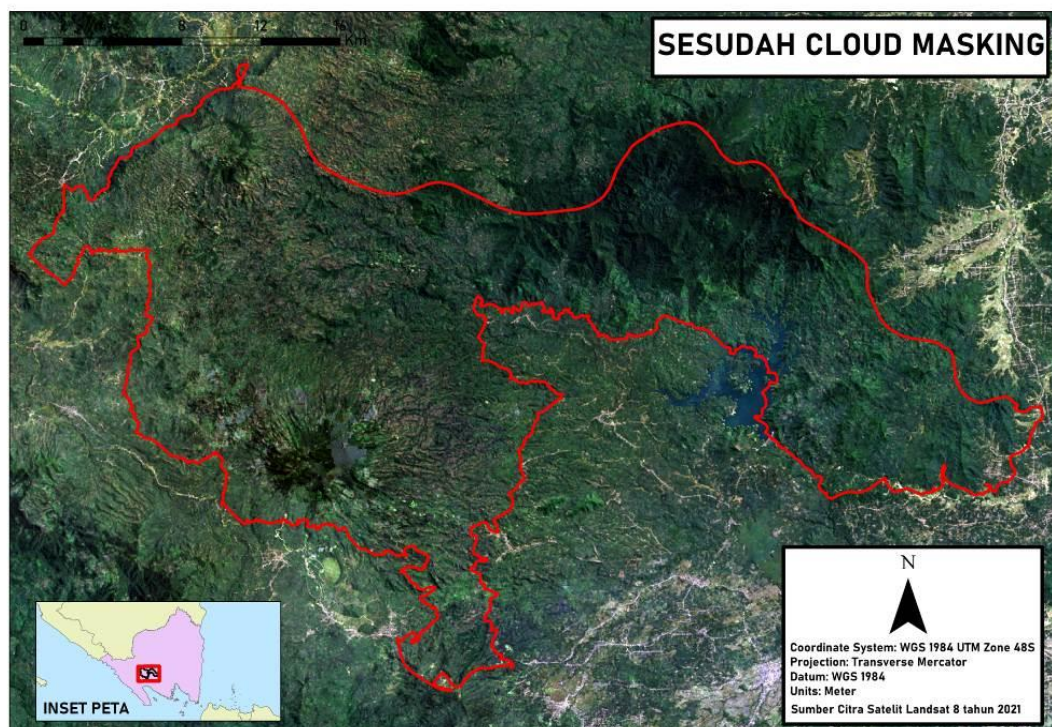 0 8 12 16
Km
SESUDAH CLOUD MASKING
N
Coordinate System: WGS 1984 UTM Zone 48S
Projection: Transverse Mercator
Datum: WGS 1984
Units: Meter
Sumber Citra Satelit Landsat 8 tahun 2021
INSET PETA